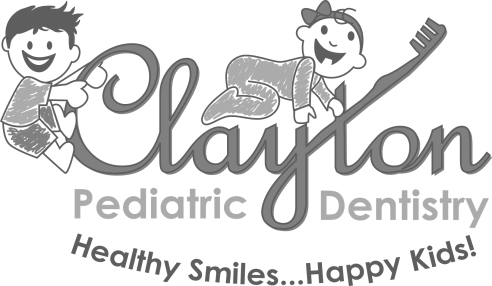 Clayton
Pediatric Dentistry
Healthy Smiles...Happy Kids!